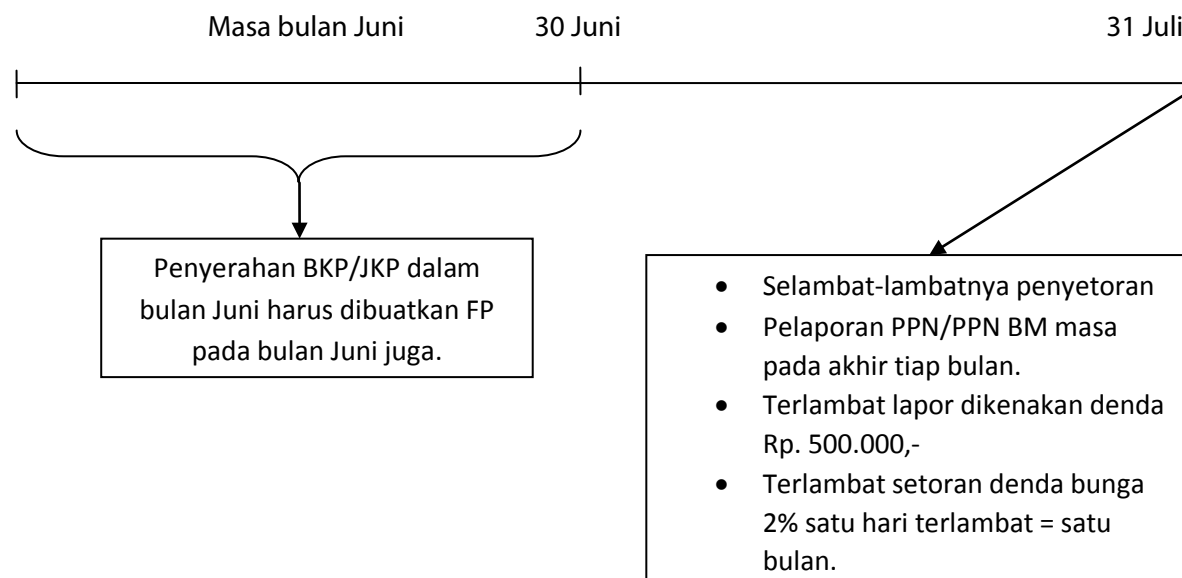 Masa bulan Juni 30 Juni 31 Juli
Penyerahan BKP/JKP dalam
bulan Juni harus dibuatkan FP
pada bulan Juni juga.
• Selambat-lambatnya penyetoran
• Pelaporan PPN/PPN BM masa
pada akhir tiap bulan.
• Terlambat lapor dikenakan denda
Rp. 500.000,-
• Terlambat setoran denda bunga
2% satu hari terlambat = satu
bulan.